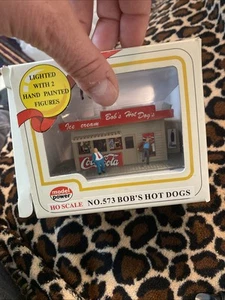 LIGHTED
WITH 2
HAND PAINTED
FIGURES
Ice cream Bob's Hot Dog's
Coca-Cola
model
power
HO SCALE NO.573 BOB'S HOT DOGS